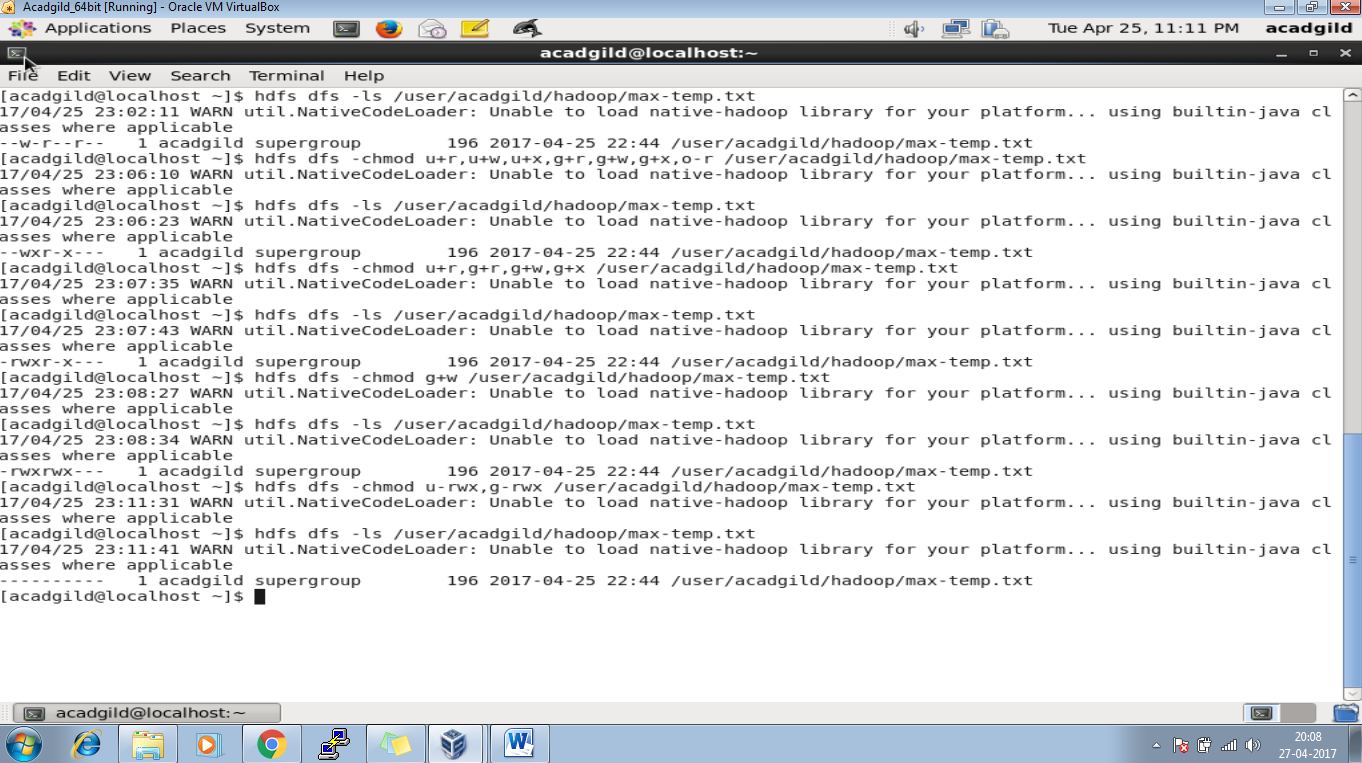 Acadgild_64bit [Running] - Oracle VM VirtualBox
Applications Places System Tue Apr 25, 11:11 PM acadgild
acadgild@localhost:~
File Edit View Search Terminal Help
[acadgild@localhost ~]$ hdfs dfs -ls /user/acadgild/hadoop/max-temp.txt
17/04/25 23:02:11 WARN util.NativeCodeLoader: Unable to load native-hadoop library for your platform... using builtin-java cl
asses where applicable
--w-r--r--   1 acadgild supergroup        196 2017-04-25 22:44 /user/acadgild/hadoop/max-temp.txt
[acadgild@localhost ~]$ hdfs dfs -chmod u+r,u+w,u+x,g+r,g+w,g+x,o-r /user/acadgild/hadoop/max-temp.txt
17/04/25 23:06:10 WARN util.NativeCodeLoader: Unable to load native-hadoop library for your platform... using builtin-java cl
asses where applicable
[acadgild@localhost ~]$ hdfs dfs -ls /user/acadgild/hadoop/max-temp.txt
17/04/25 23:06:23 WARN util.NativeCodeLoader: Unable to load native-hadoop library for your platform... using builtin-java cl
asses where applicable
--wxr-x---   1 acadgild supergroup        196 2017-04-25 22:44 /user/acadgild/hadoop/max-temp.txt
[acadgild@localhost ~]$ hdfs dfs -chmod u+r,g+r,g+w,g+x /user/acadgild/hadoop/max-temp.txt
17/04/25 23:07:35 WARN util.NativeCodeLoader: Unable to load native-hadoop library for your platform... using builtin-java cl
asses where applicable
[acadgild@localhost ~]$ hdfs dfs -ls /user/acadgild/hadoop/max-temp.txt
17/04/25 23:07:43 WARN util.NativeCodeLoader: Unable to load native-hadoop library for your platform... using builtin-java cl
asses where applicable
-rwxr-x---   1 acadgild supergroup        196 2017-04-25 22:44 /user/acadgild/hadoop/max-temp.txt
[acadgild@localhost ~]$ hdfs dfs -chmod g+w /user/acadgild/hadoop/max-temp.txt
17/04/25 23:08:27 WARN util.NativeCodeLoader: Unable to load native-hadoop library for your platform... using builtin-java cl
asses where applicable
[acadgild@localhost ~]$ hdfs dfs -ls /user/acadgild/hadoop/max-temp.txt
17/04/25 23:08:34 WARN util.NativeCodeLoader: Unable to load native-hadoop library for your platform... using builtin-java cl
asses where applicable
-rwxrwx---   1 acadgild supergroup        196 2017-04-25 22:44 /user/acadgild/hadoop/max-temp.txt
[acadgild@localhost ~]$ hdfs dfs -chmod u-rwx,g-rwx /user/acadgild/hadoop/max-temp.txt
17/04/25 23:11:31 WARN util.NativeCodeLoader: Unable to load native-hadoop library for your platform... using builtin-java cl
asses where applicable
[acadgild@localhost ~]$ hdfs dfs -ls /user/acadgild/hadoop/max-temp.txt
17/04/25 23:11:41 WARN util.NativeCodeLoader: Unable to load native-hadoop library for your platform... using builtin-java cl
asses where applicable
----------   1 acadgild supergroup        196 2017-04-25 22:44 /user/acadgild/hadoop/max-temp.txt
[acadgild@localhost ~]$
acadgild@localhost:~
20:08
27-04-2017